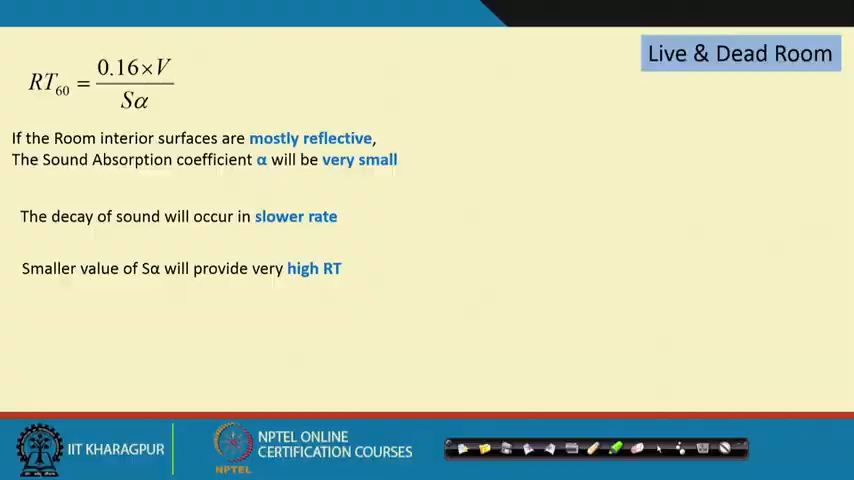 Live & Dead Room
RT60 = 0.16×V / Sα
If the Room interior surfaces are mostly reflective,
The Sound Absorption coefficient α will be very small
The decay of sound will occur in slower rate
Smaller value of Sα will provide very high RT
IIT KHARAGPUR
NPTEL
NPTEL ONLINE
CERTIFICATION COURSES